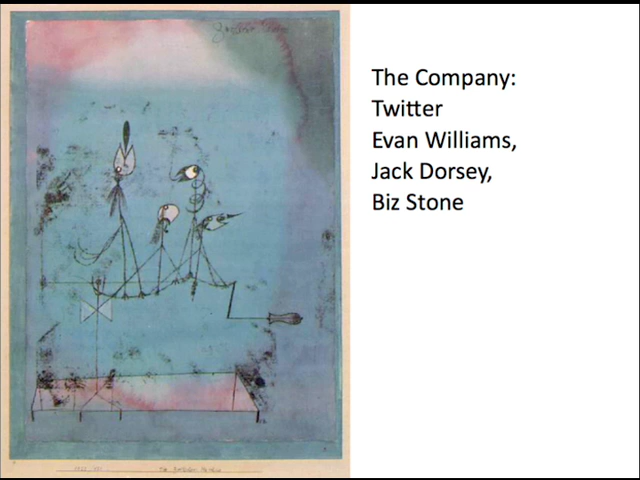 The Company:
Twitter
Evan Williams,
Jack Dorsey,
Biz Stone